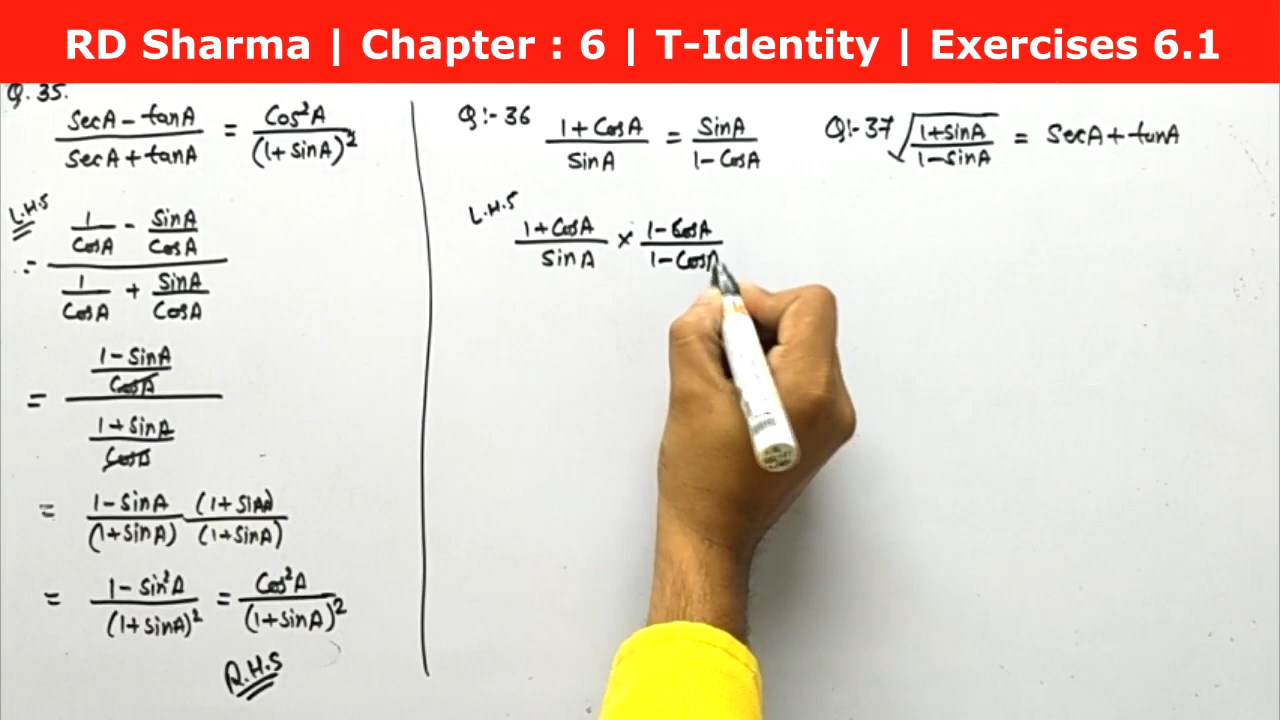 RD Sharma | Chapter : 6 | T-Identity | Exercises 6.1
Q. 35.
SecA - tanA / SecA + tanA = Cos²A / (1 + sinA)²
L.H.S
= 1/CosA - SinA/CosA / 1/CosA + SinA/CosA
= 1 - SinA/CosA / 1 + SinA/CosA
= 1 - SinA / (1 + SinA) (1 + SinA) / (1 + SinA)
= 1 - Sin²A / (1 + SinA)² = Cos²A / (1 + SinA)²
R.H.S
Q:- 36 1 + CosA / SinA = SinA / 1 - CosA
L.H.S
1 + CosA / SinA × 1 - CosA / 1 - CosA
Q:- 37 √1 + SinA / 1 - SinA = SecA + tanA